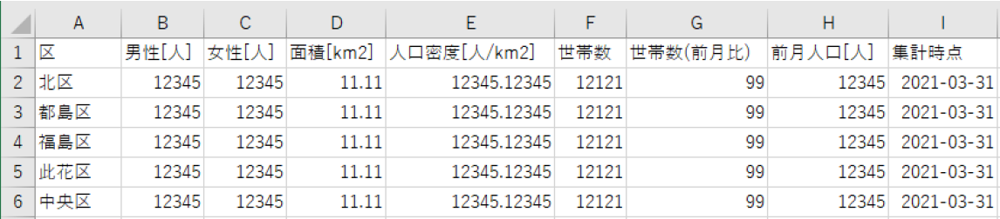 A B C D E F G H I
1 区 男性[人] 女性[人] 面積[km2] 人口密度[人/km2] 世帯数 世帯数(前月比) 前月人口[人] 集計時点
2 北区 12345 12345 11.11 12345.12345 12121 99 12345 2021-03-31
3 都島区 12345 12345 11.11 12345.12345 12121 99 12345 2021-03-31
4 福島区 12345 12345 11.11 12345.12345 12121 99 12345 2021-03-31
5 此花区 12345 12345 11.11 12345.12345 12121 99 12345 2021-03-31
6 中央区 12345 12345 11.11 12345.12345 12121 99 12345 2021-03-31